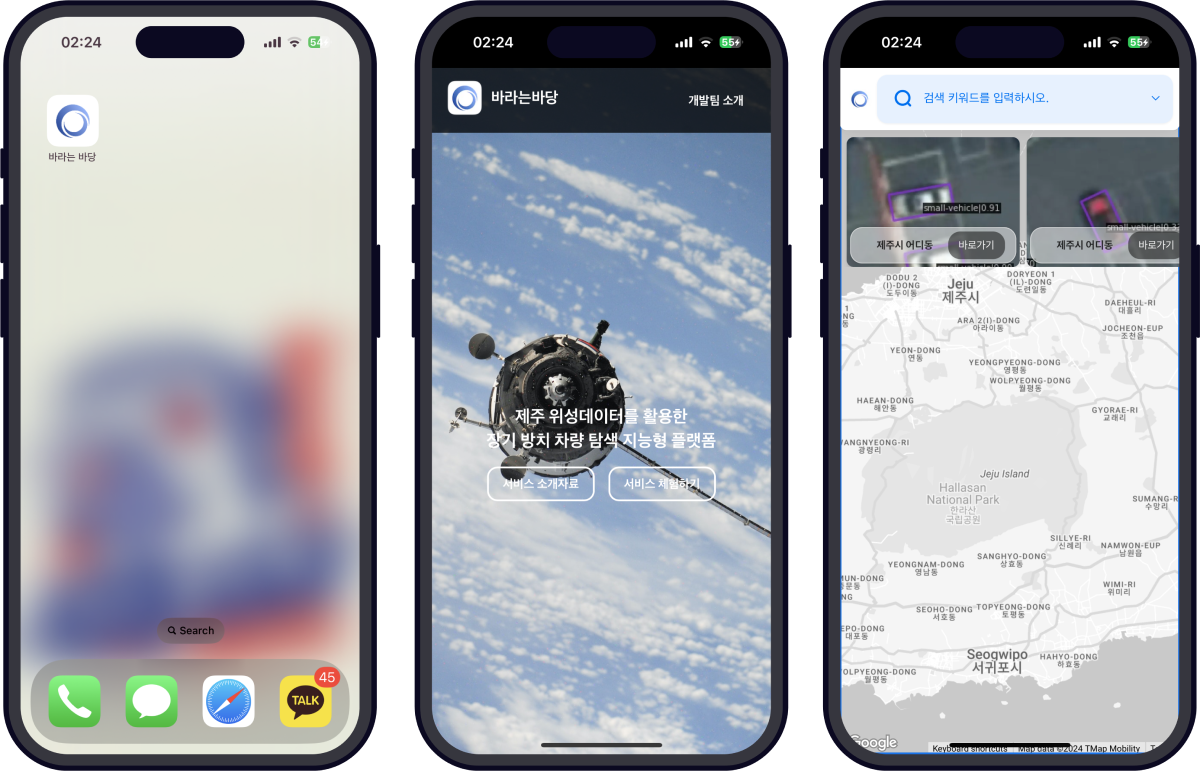 02:24
54
바라는 바당
Search
45
TALK
02:24
55
바라는바당
개발팀 소개
제주 위성데이터를 활용한
장기 방치 차량 탐색 지능형 플랫폼
서비스 소개자료
서비스 체험하기
02:24
55
검색 키워드를 입력하시오.
small-vehicle|0.91
small-vehicle|0.3
제주시 어디동
바로가기
제주시 어디동
바로가기
DODU 2
(I)-DONG
도두이동
Jeju
제주시
DORYEON 1
(IL)-DONG
도련일동
DAEHEUL-RI
대흘리
1
NG
동
ARA 2(I)-DONG
아라이동
JOCHEON-EUP
조천읍
YEON-DONG
연동
YEONGPYEONG-DONG
영평동
WOLPYEONG-DONG
월평동
HAEAN-DONG
해안동
GYORAE-RI
교래리
WANGNYEONG-RI
광령리
Jeju Island
Hallasan
National Park
한라산
국립공원
SUMANG-R
수망리
SILLYE-RI
신례리
NAMWON-EUP
남원읍
SANGHYO-DONG
상효동
YEONGNAM-DONG
영남동
MUN-DONG
WIMI-RI
위미리
NG
SEOHO-DONG
서호동
TOPYEONG-DONG
토평동
EPO-DONG
대포동
Seogwipo
서귀포시
HAHYO-DONG
하효동
OLPYEONG-DONG
월평동
Google
Keyboard shortcuts
Map data ©2024 TMap Mobility
T